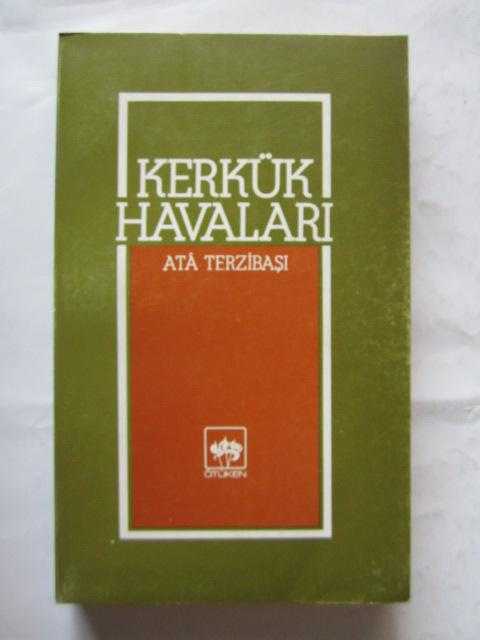 KERKÜK
HAVALARI
ATÂ TERZİBAŞI
ÖTÜKEN